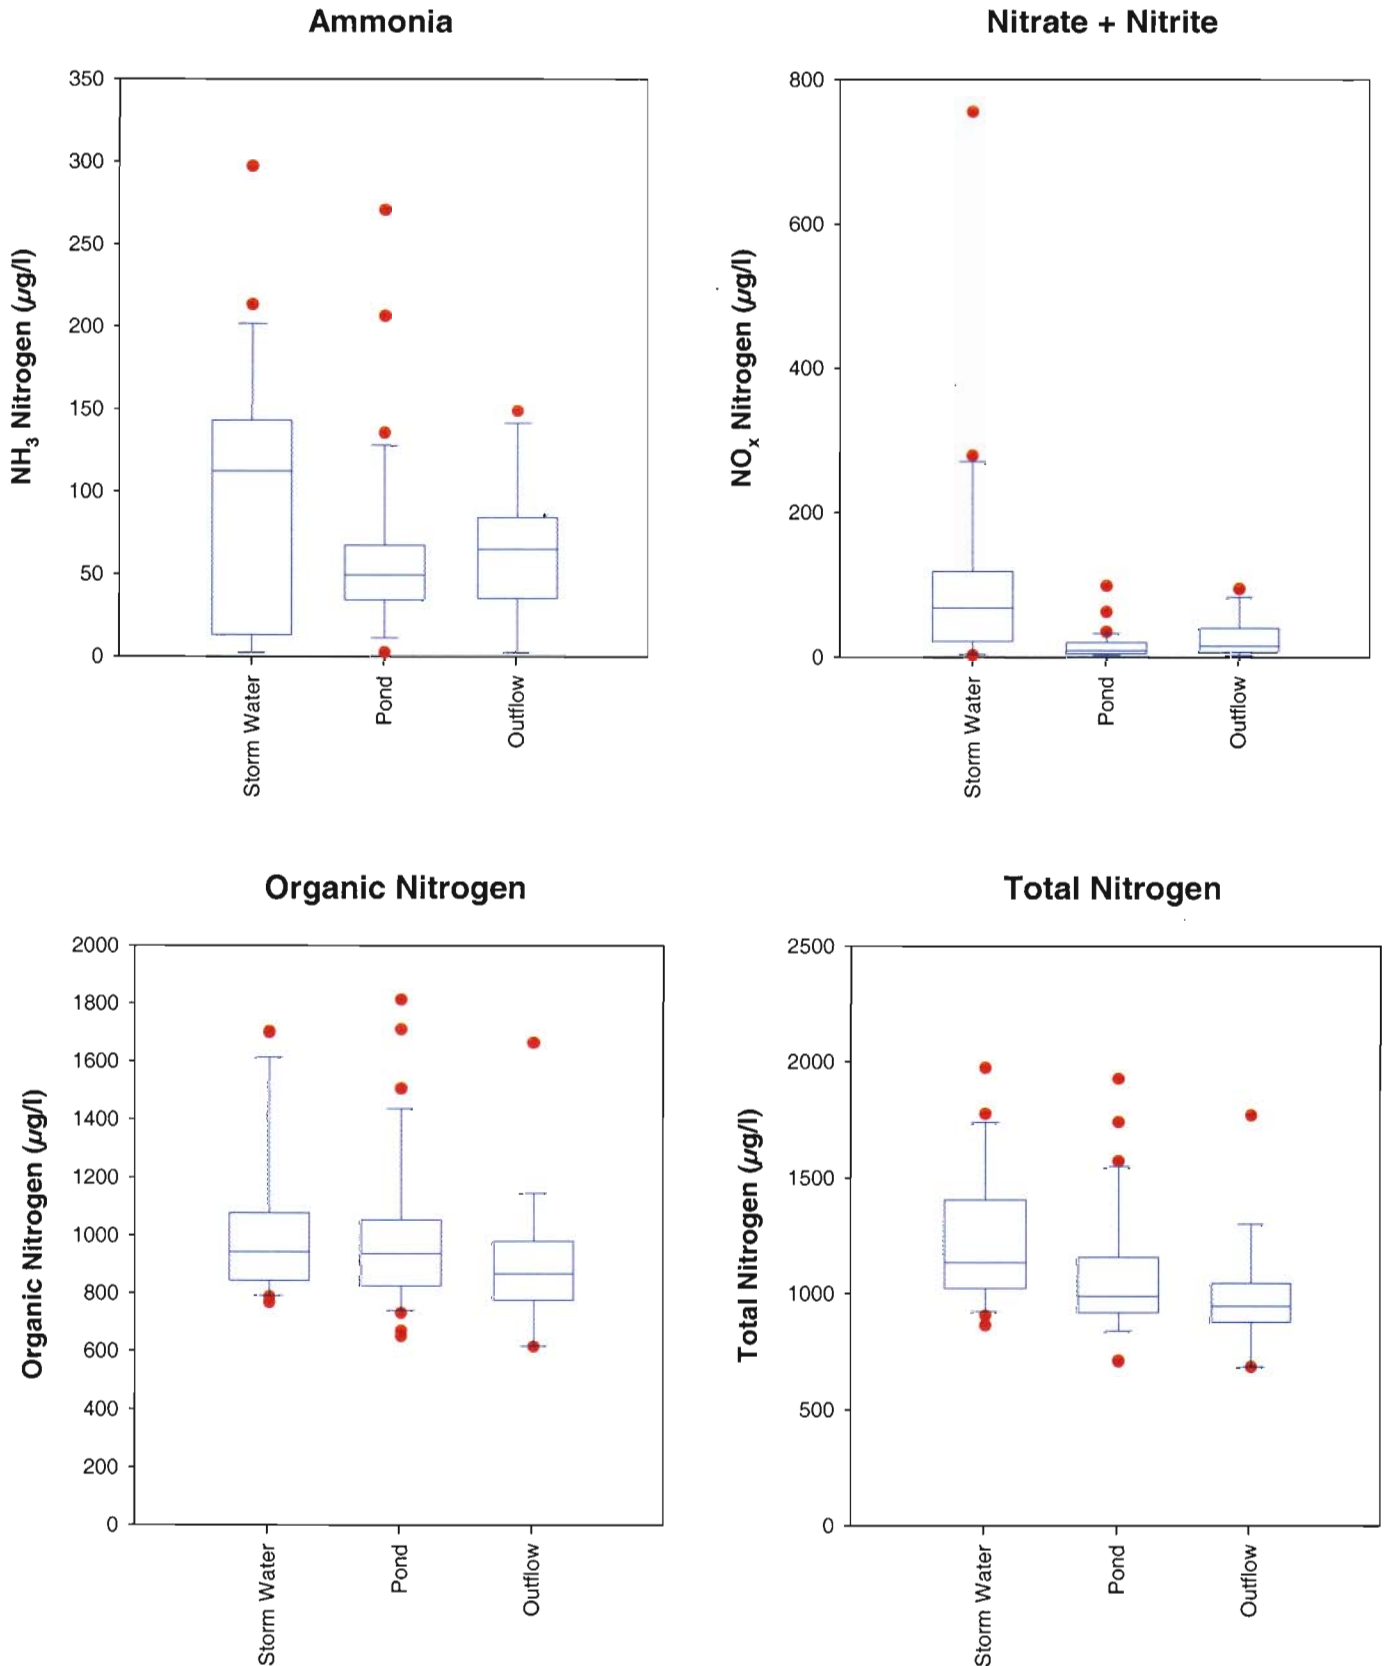 Ammonia
NH3 Nitrogen (µg/l)
350
300
250
200
150
100
50
0
Storm Water
Pond
Outflow
Nitrate + Nitrite
NOx Nitrogen (µg/l)
800
600
400
200
0
Storm Water
Pond
Outflow
Organic Nitrogen
Organic Nitrogen (µg/l)
2000
1800
1600
1400
1200
1000
800
600
400
200
0
Storm Water
Pond
Outflow
Total Nitrogen
Total Nitrogen (µg/l)
2500
2000
1500
1000
500
0
Storm Water
Pond
Outflow